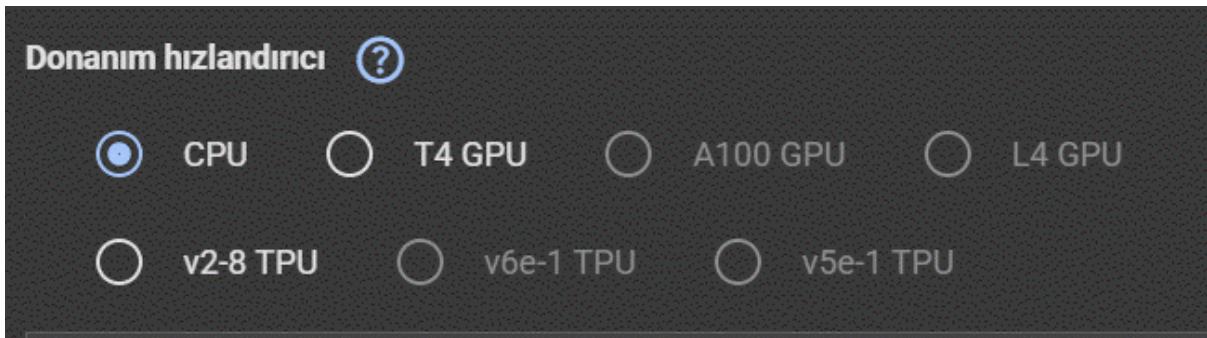 Donanım hızlandırıcı ?
CPU T4 GPU A100 GPU L4 GPU
v2-8 TPU v6e-1 TPU v5e-1 TPU